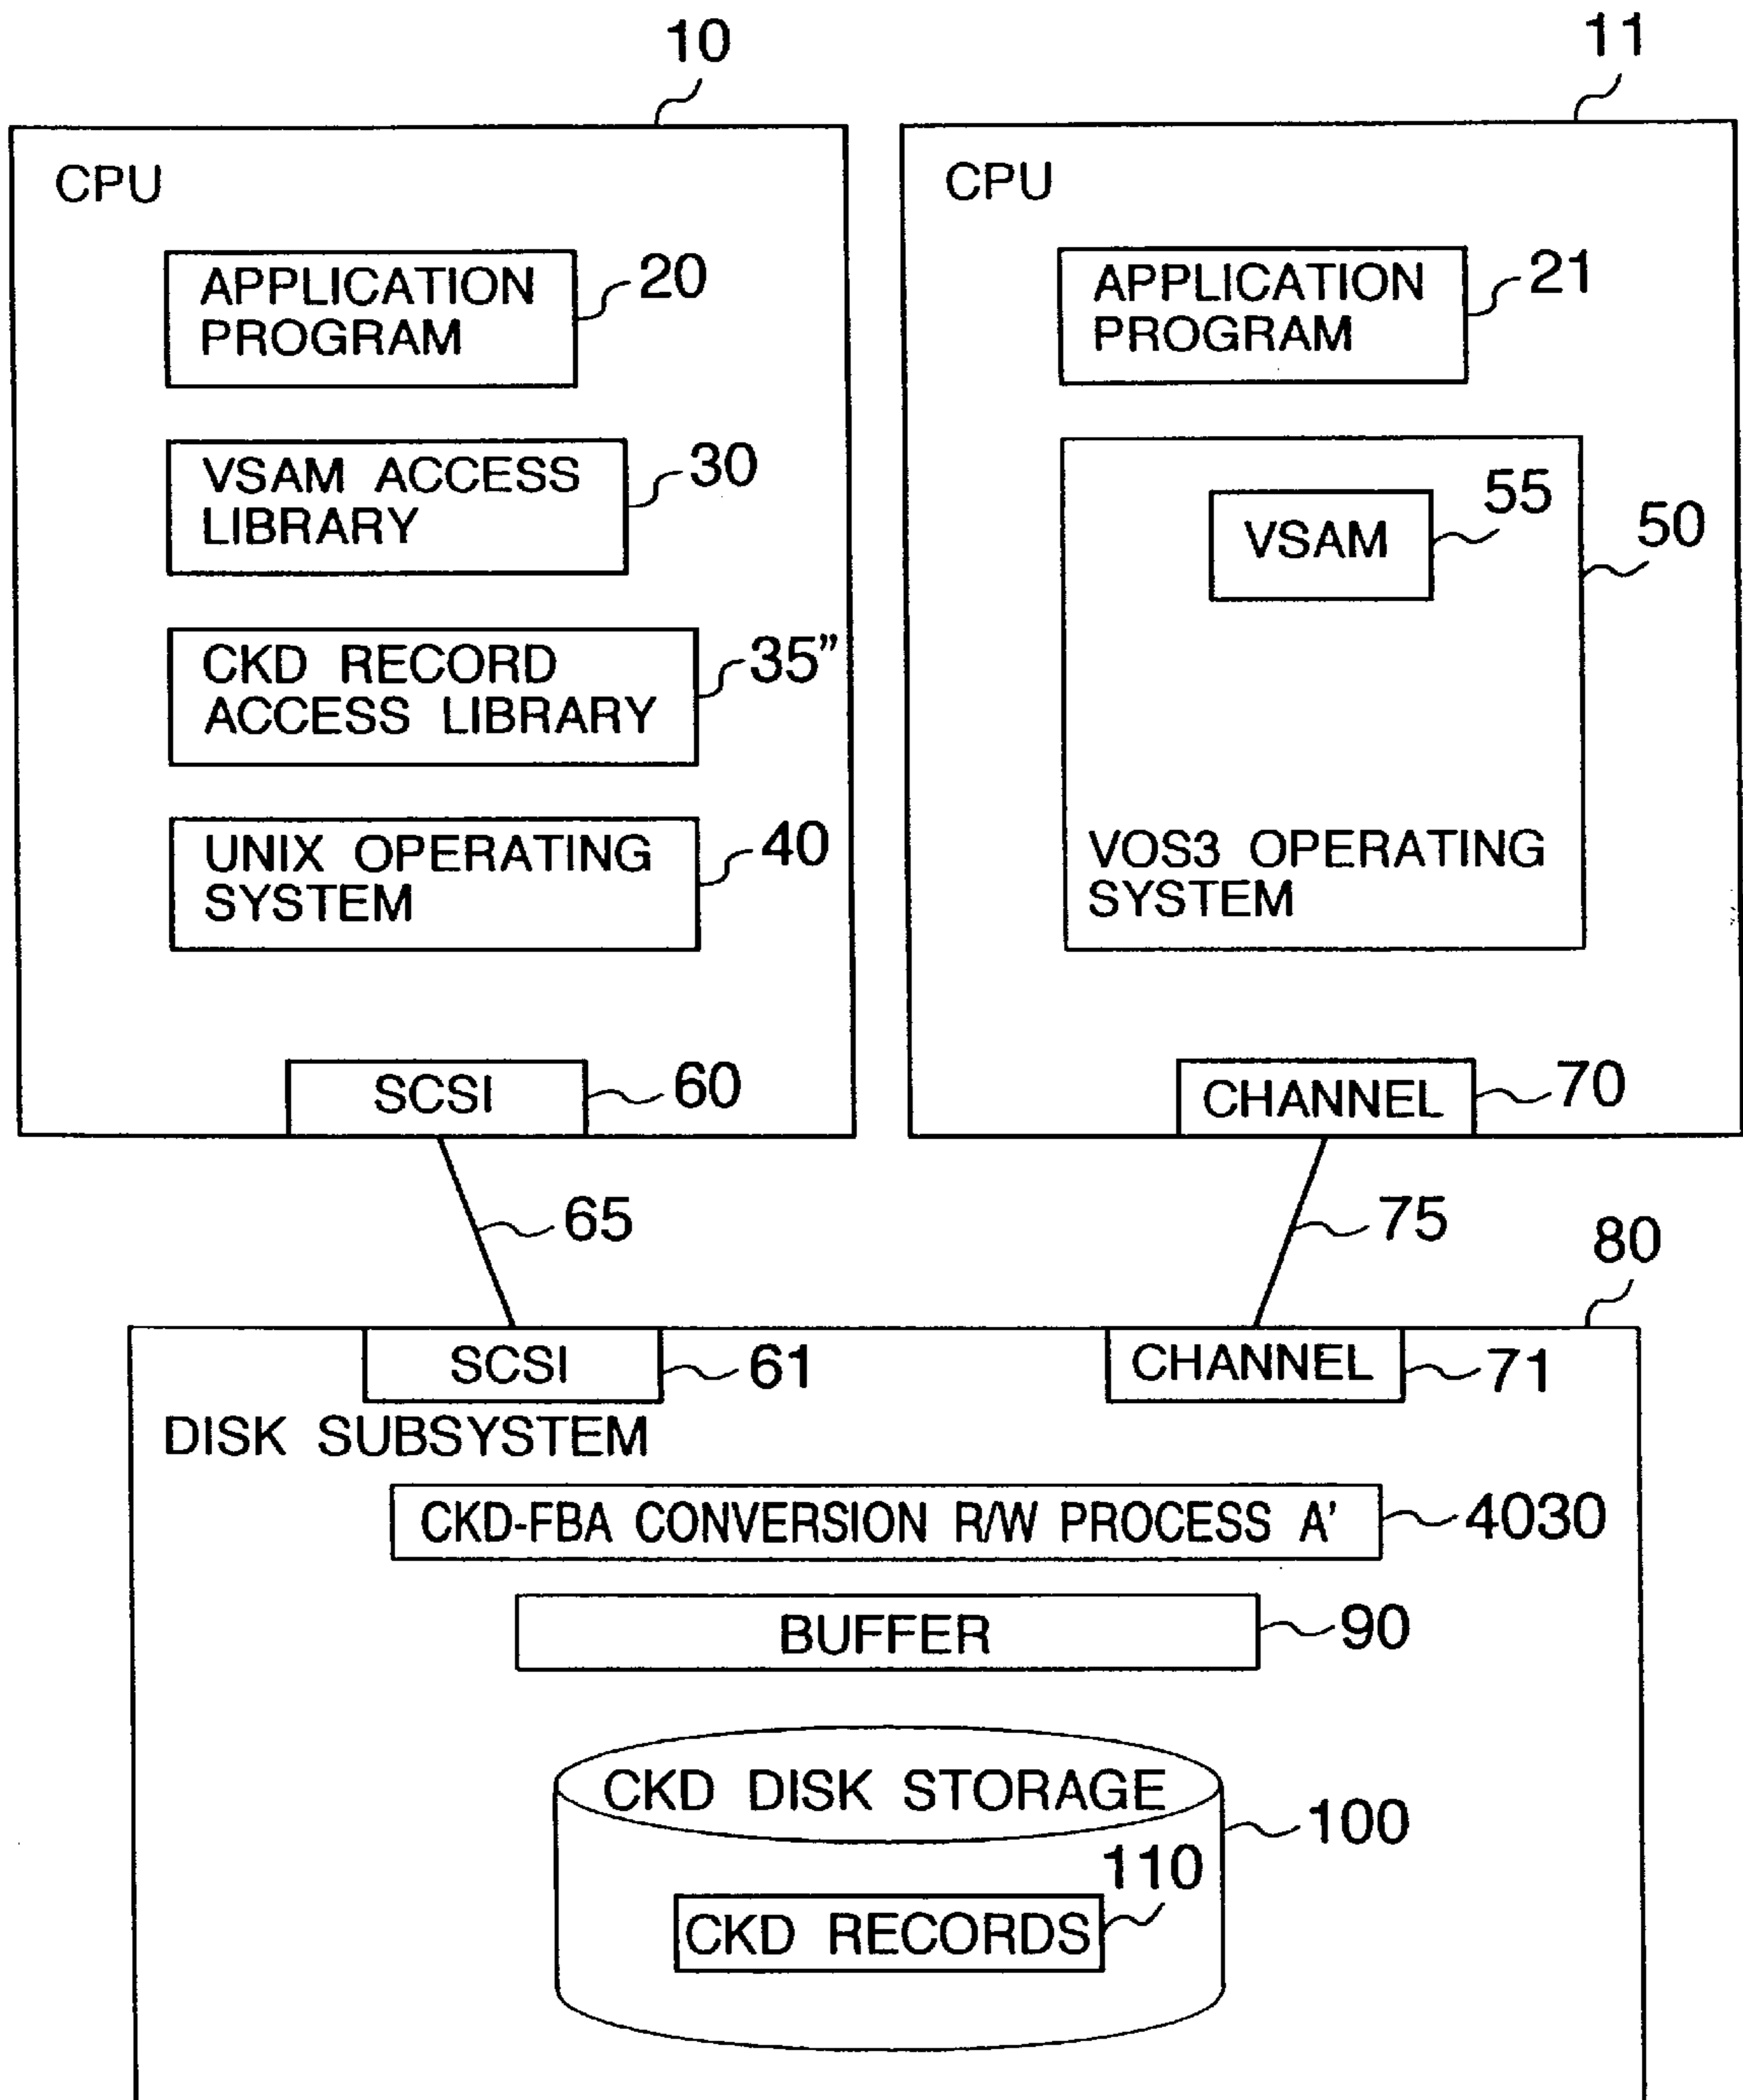 10
11
CPU
APPLICATION
PROGRAM
20
VSAM ACCESS
LIBRARY
30
CKD RECORD
ACCESS LIBRARY
35”
UNIX OPERATING
SYSTEM
40
SCSI
60
CPU
APPLICATION
PROGRAM
21
VSAM
55
50
VOS3 OPERATING
SYSTEM
CHANNEL
70
65
75
80
SCSI
61
CHANNEL
71
DISK SUBSYSTEM
CKD-FBA CONVERSION R/W PROCESS A'
4030
BUFFER
90
CKD DISK STORAGE
100
110
CKD RECORDS